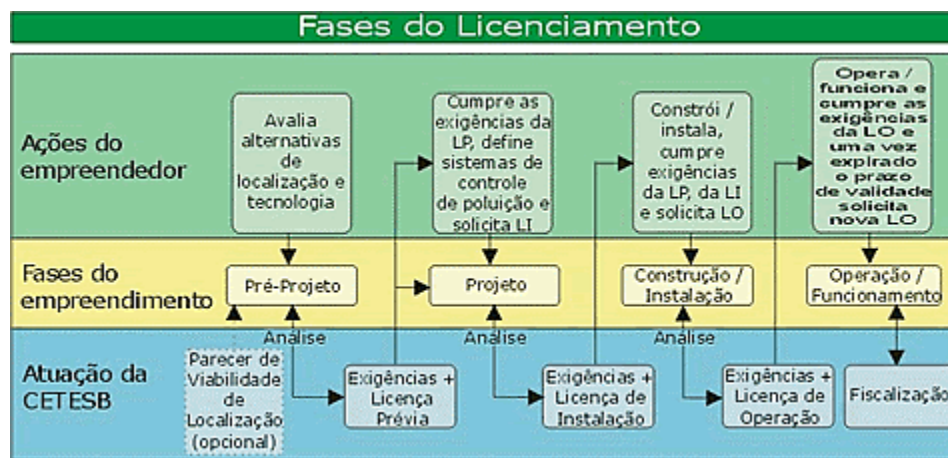 Fases do Licenciamento
Ações do
empreendedor
Avalia
alternativas
de
localização e
tecnologia
Cumpre as
exigências
da LP, define
sistemas de
controle
de poluição e
solicita LI
Constrói /
instala,
cumpre
exigências
da LP, da LI
e solicita LO
Opera /
funciona e
cumpre as
exigências
da LO e
uma vez
expirado
o prazo
de validade
solicita
nova LO
Fases do
empreendimento
Pré-Projeto
Projeto
Construção /
Instalação
Operação /
Funcionamento
Análise
Análise
Análise
Atuação da
CETESB
Parecer de
Viabilidade
de
Localização
(opcional)
Exigências +
Licença
Prévia
Exigências +
Licença de
Instalação
Exigências +
Licença de
Operação
Fiscalização